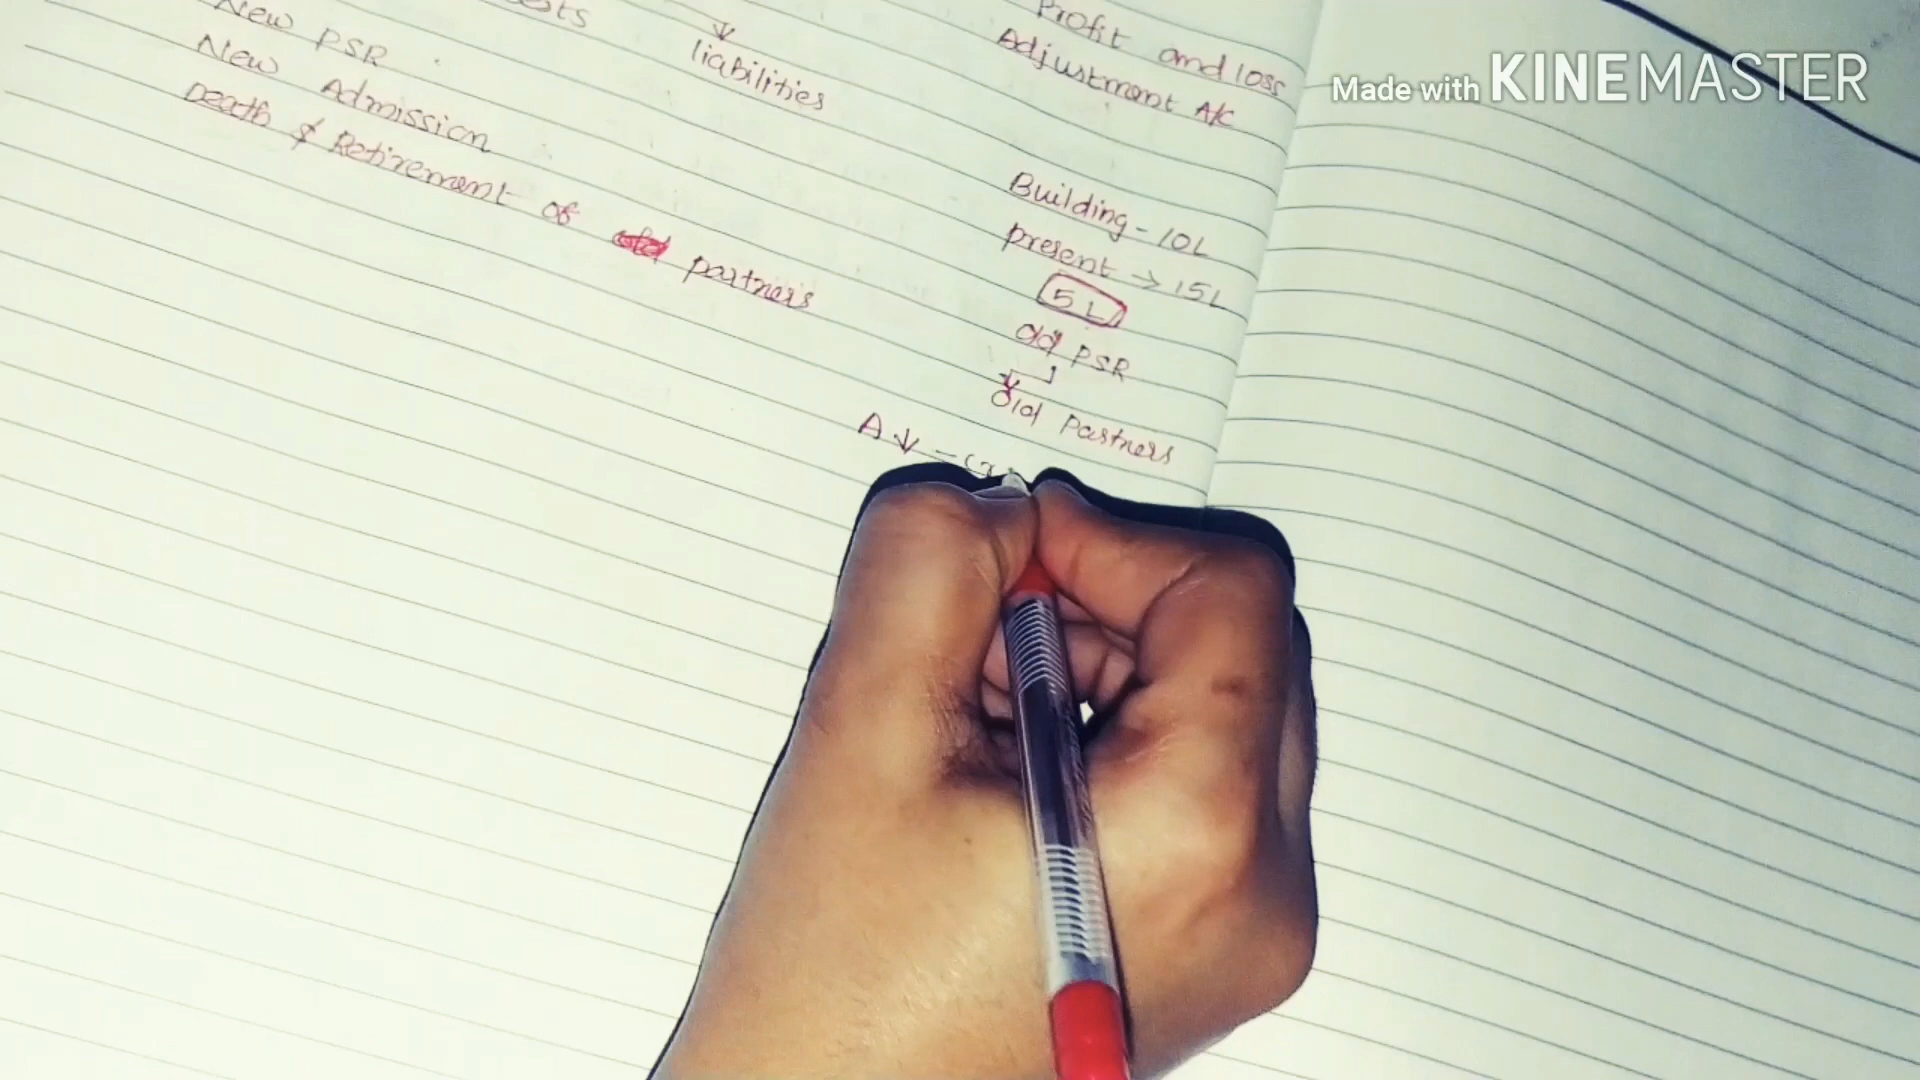 New PSR
New Admission
Death & Retirement of partners
liabilities
Profit and loss
Adjustment A/c
Building - 10L
present → 15L
5L
old PSR
old Partners
A ↓ -
Made with KINEMASTER